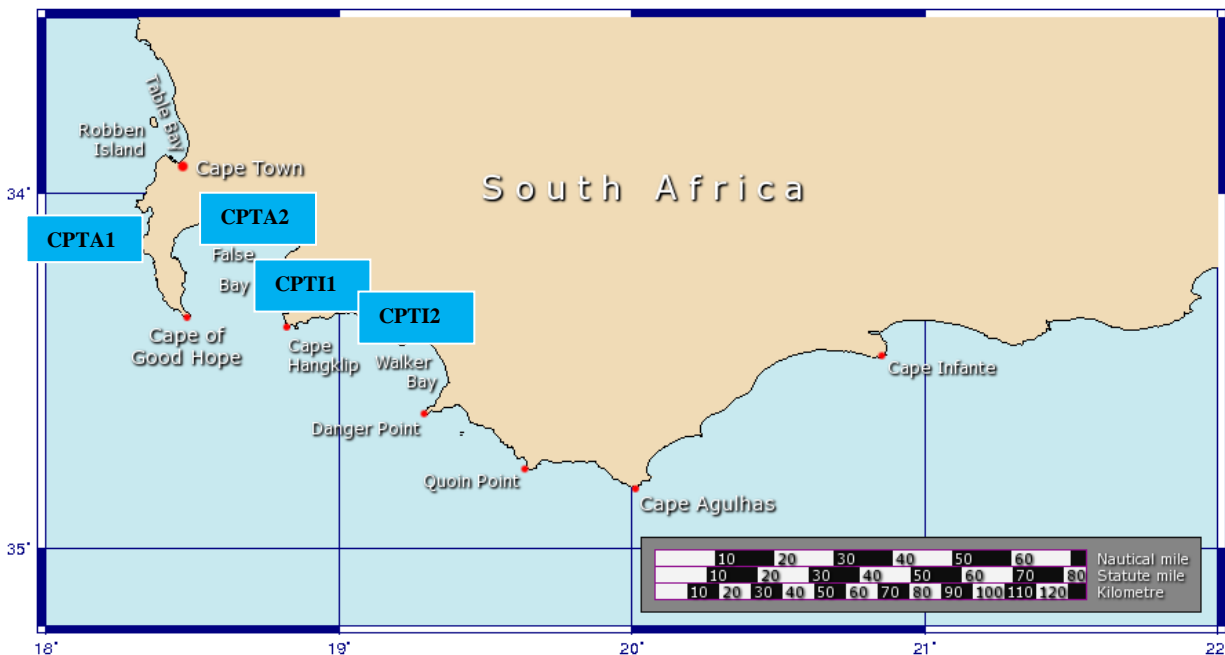 Table Bay
Robben
Island
Cape Town
South Africa
34°
CPTA1
CPTA2
False
Bay
CPTI1
CPTI2
Cape of
Good Hope
Cape
Hangklip
Walker
Bay
Cape Infante
Danger Point
Quoin Point
Cape Agulhas
35°
10 20 30 40 50 60 Nautical mile
10 20 30 40 50 60 70 80 Statute mile
10 20 30 40 50 60 70 80 90 100 110 120 Kilometre
18° 19° 20° 21° 22